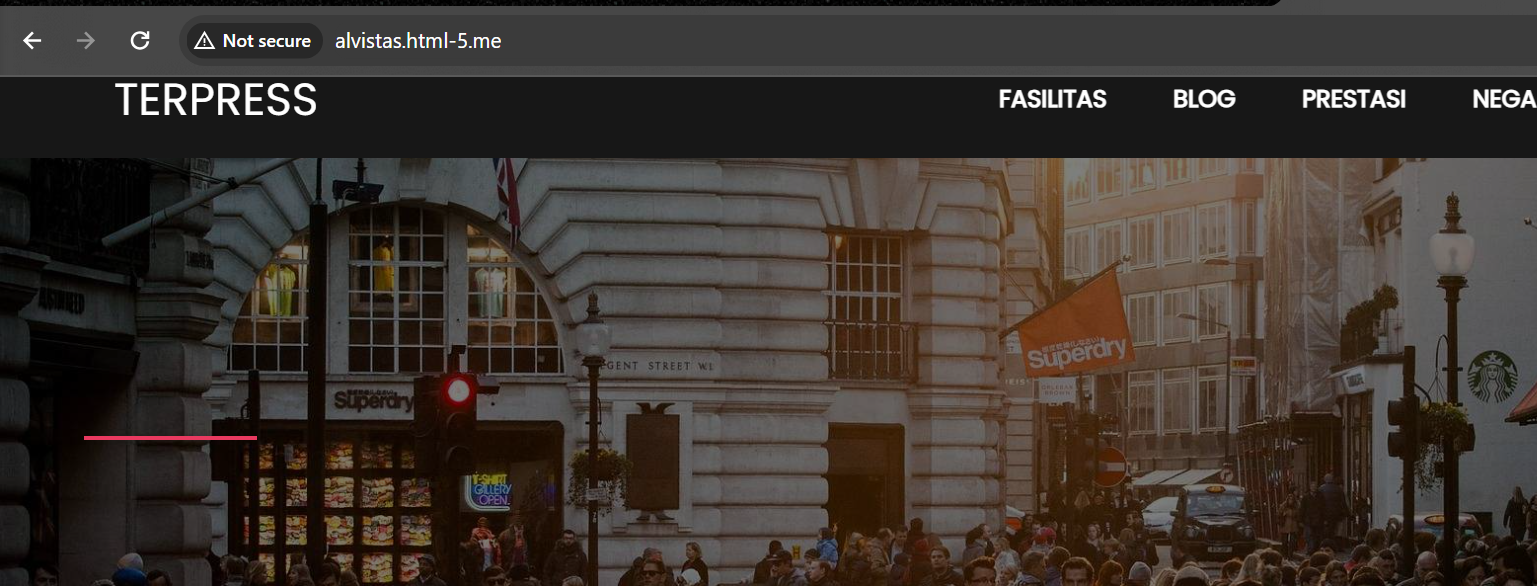 Not secure
alvistas.html-5.me
TERPRESS
FASILITAS
BLOG
PRESTASI
NEGA
GENT STREET W1
Superdry
Superdry
T-SHIRT
GALLERY
OPEN